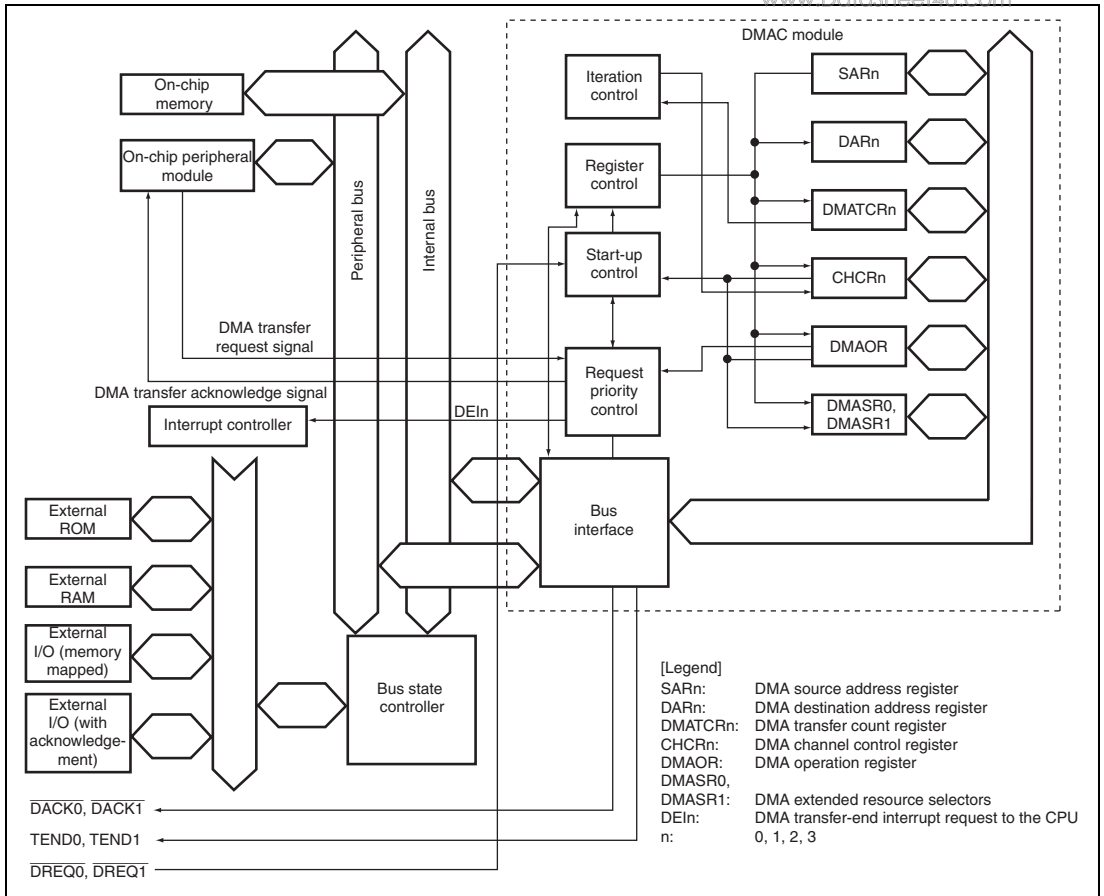 www.DataSheet4U.com
DMAC module
On-chip
memory
On-chip peripheral
module
Peripheral bus
Internal bus
Iteration
control
Register
control
Start-up
control
Request
priority
control
SARn
DARn
DMATCRn
CHCRn
DMAOR
DMASR0,
DMASR1
DMA transfer
request signal
DMA transfer acknowledge signal
DEIn
Interrupt controller
Bus
interface
External
ROM
External
RAM
External
I/O (memory
mapped)
External
I/O (with
acknowledge-
ment)
Bus state
controller
DACK0, DACK1
TEND0, TEND1
DREQ0, DREQ1
[Legend]
SARn: DMA source address register
DARn: DMA destination address register
DMATCRn: DMA transfer count register
CHCRn: DMA channel control register
DMAOR: DMA operation register
DMASR0,
DMASR1: DMA extended resource selectors
DEIn: DMA transfer-end interrupt request to the CPU
n: 0, 1, 2, 3